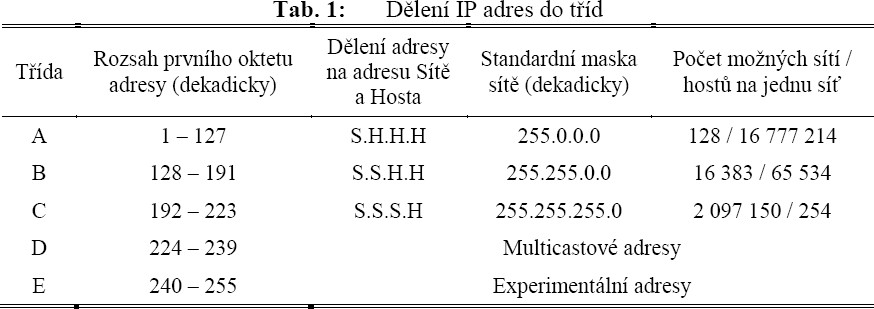 Tab. 1: Dělení IP adres do tříd
Třída Rozsah prvního oktetu adresy (dekadicky) Dělení adresy na adresu Sítě a Hosta Standardní maska sítě (dekadicky) Počet možných sítí / hostů na jednu síť
A 1 – 127 S.H.H.H 255.0.0.0 128 / 16 777 214
B 128 – 191 S.S.H.H 255.255.0.0 16 383 / 65 534
C 192 – 223 S.S.S.H 255.255.255.0 2 097 150 / 254
D 224 – 239 Multicastové adresy
E 240 – 255 Experimentální adresy